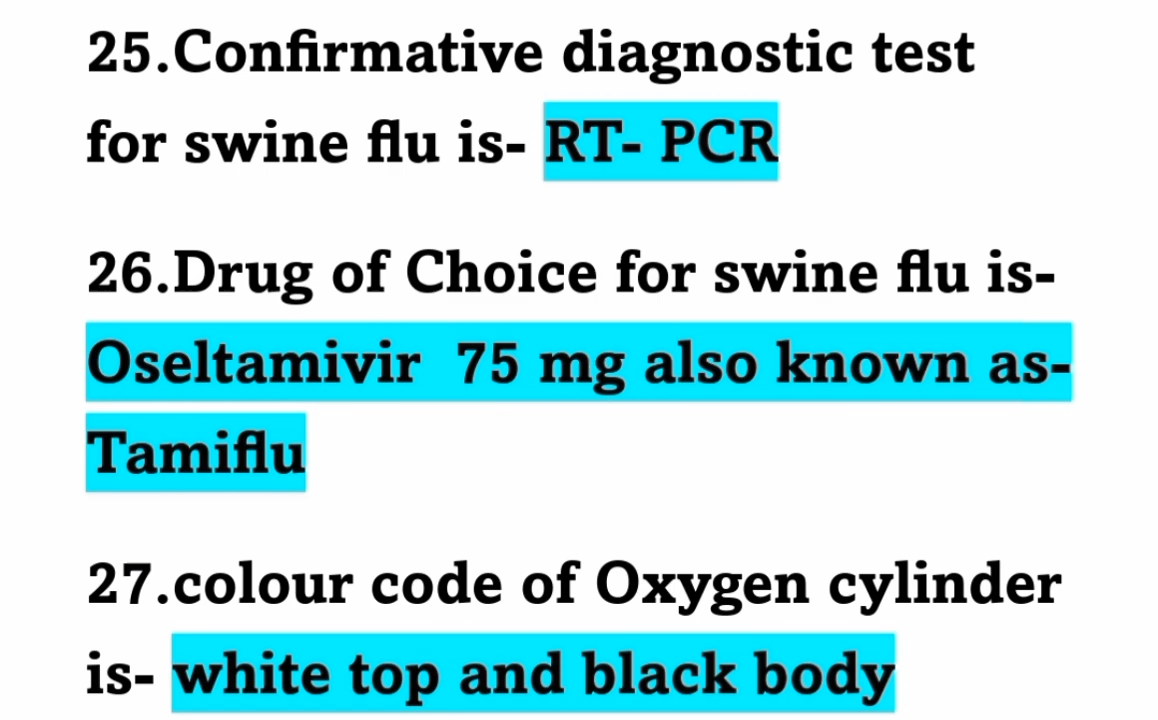 25.Confirmative diagnostic test
for swine flu is- RT- PCR
26.Drug of Choice for swine flu is-
Oseltamivir  75 mg also known as-
Tamiflu
27.colour code of Oxygen cylinder
is- white top and black body